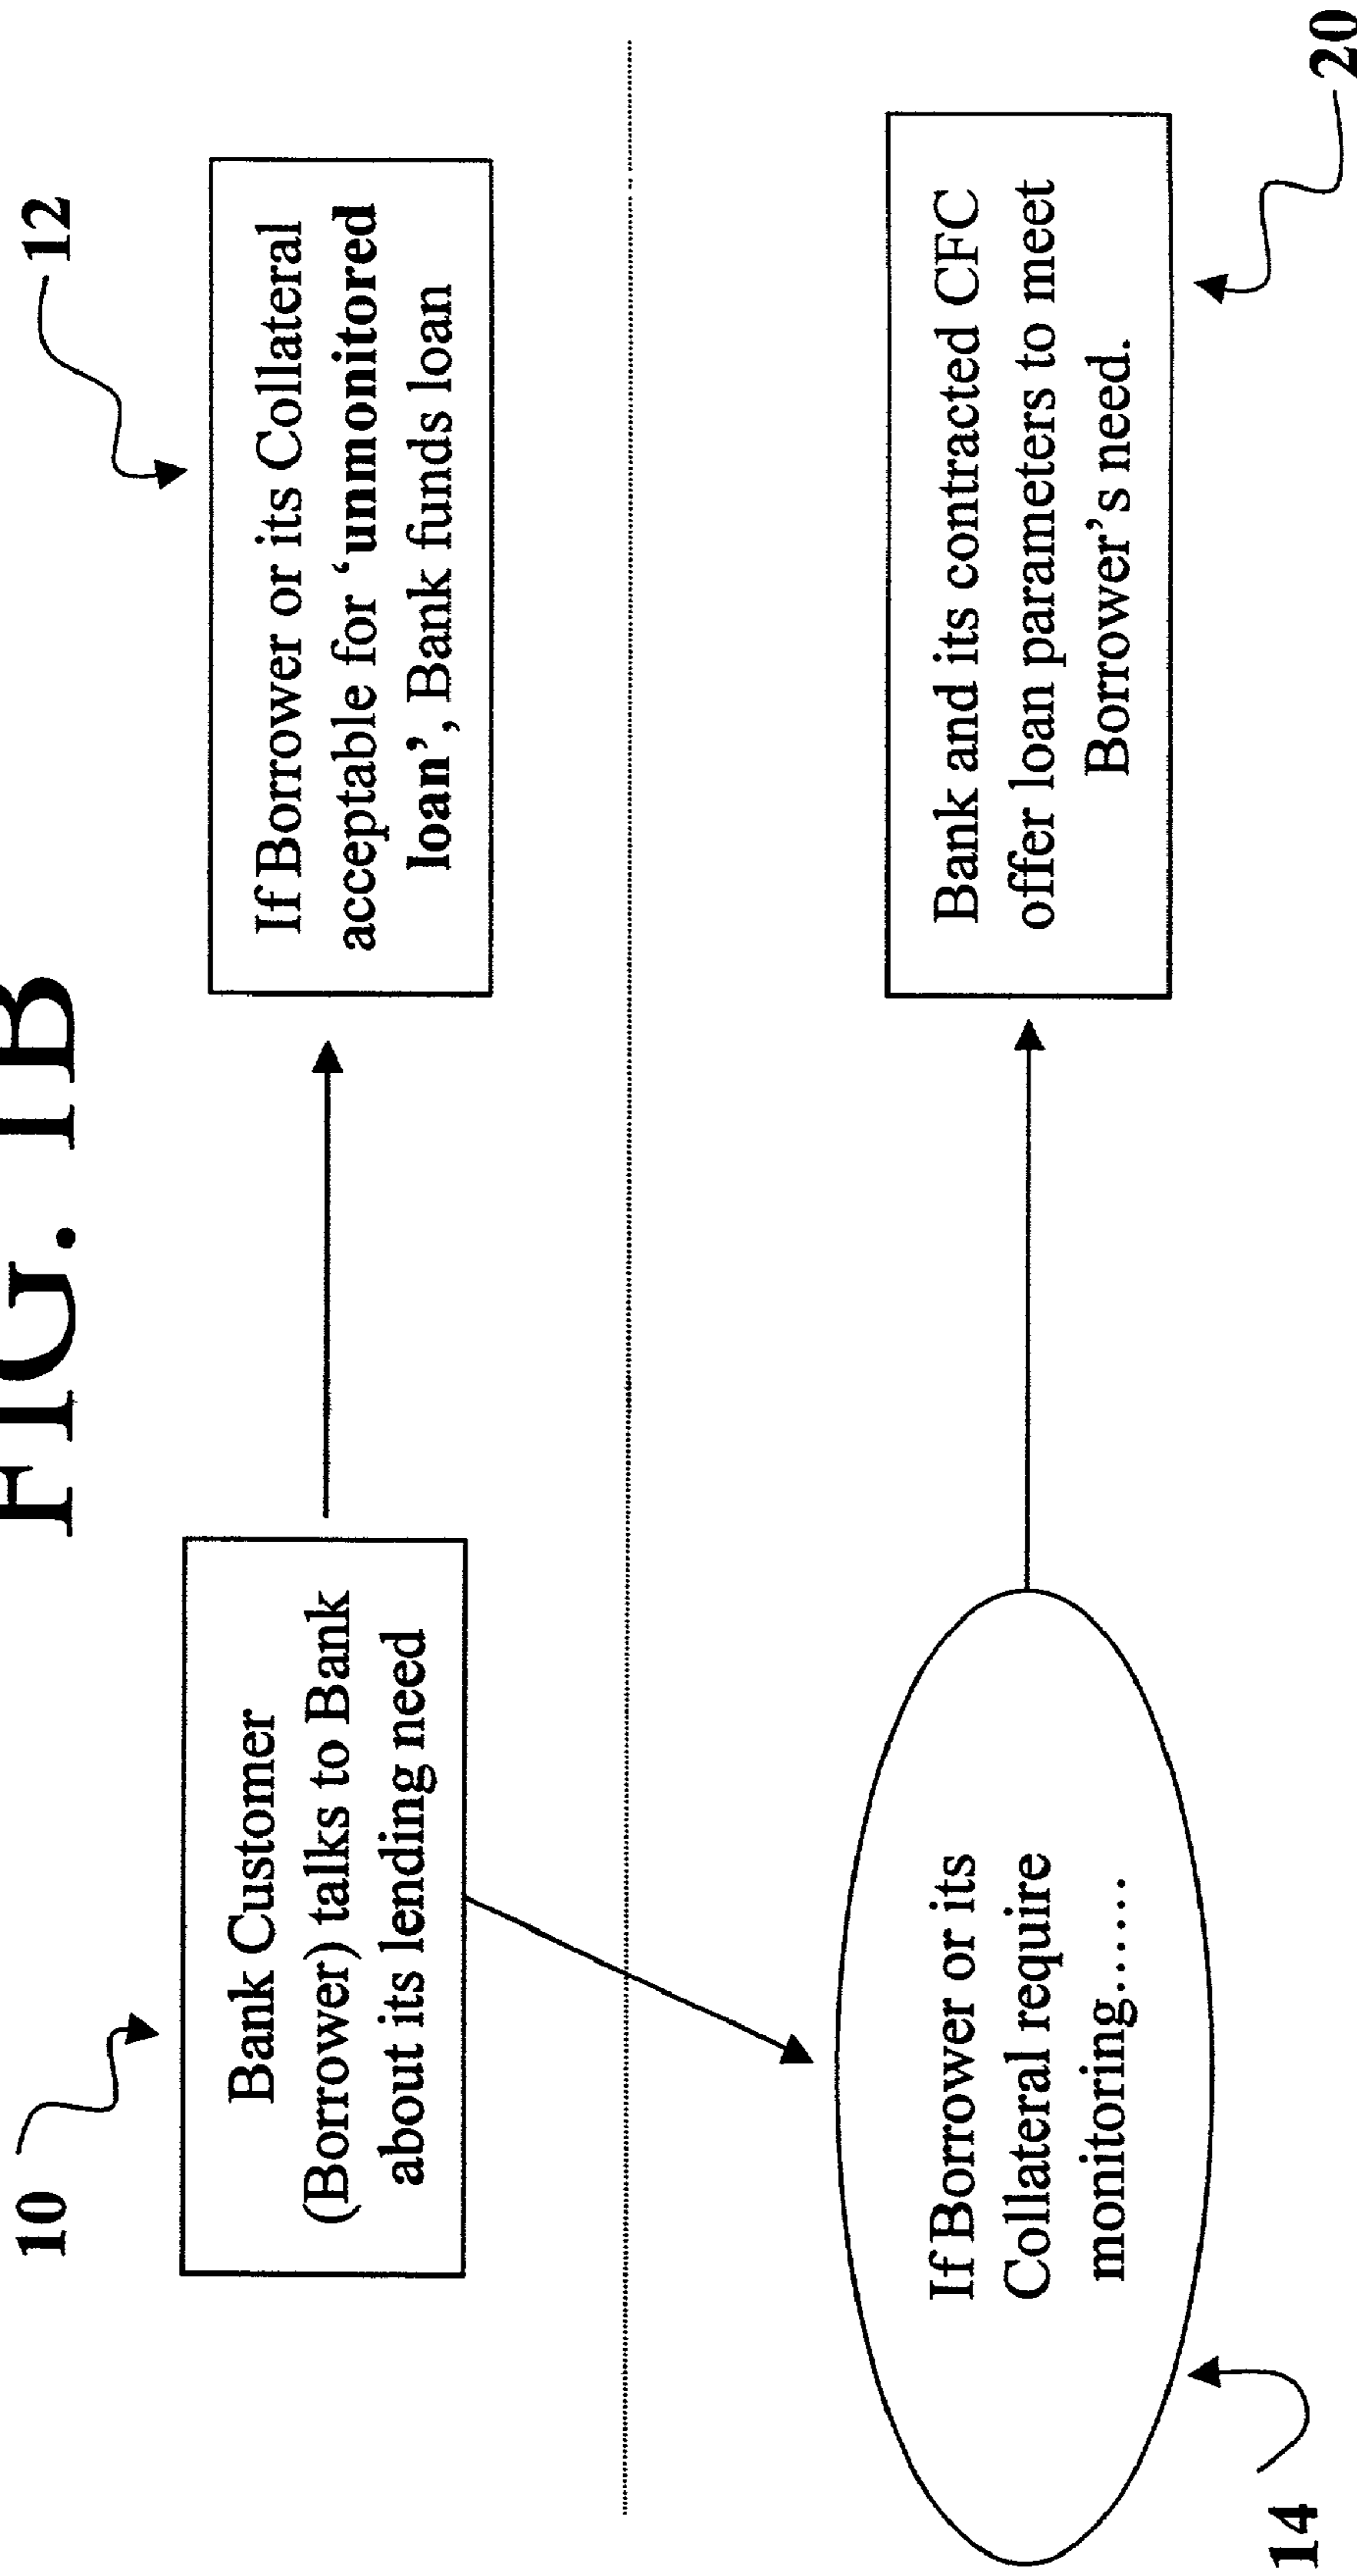 FIG. 1B
10
Bank Customer
(Borrower) talks to Bank
about its lending need
12
If Borrower or its Collateral
acceptable for ‘unmonitored
loan’, Bank funds loan
If Borrower or its
Collateral require
monitoring......
14
Bank and its contracted CFC
offer loan parameters to meet
Borrower’s need.
20